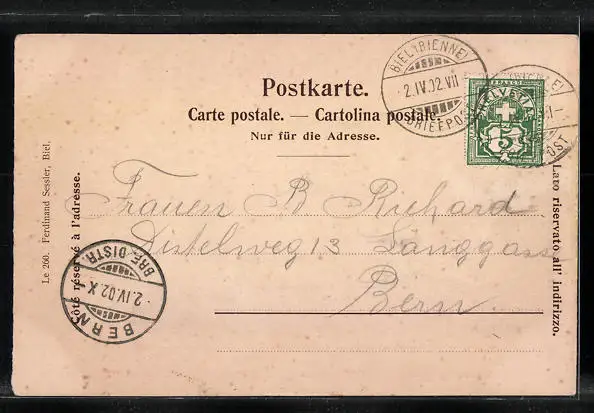 Postkarte.
Carte postale. — Cartolina postale.
Nur für die Adresse.
BIEL (BIENNE)
2.IV.02.VII
BRIEFPOST
HELVETIA
5
FRANCO
Frauen B Richard
Distelweg 13 Länggass
Bern
BERN
2.IV.02.X
BRF. DISTR.
Côté réservé à l'adresse.
Le 260. Ferdinand Sessler, Biel.
Lato riservato all' indirizzo.